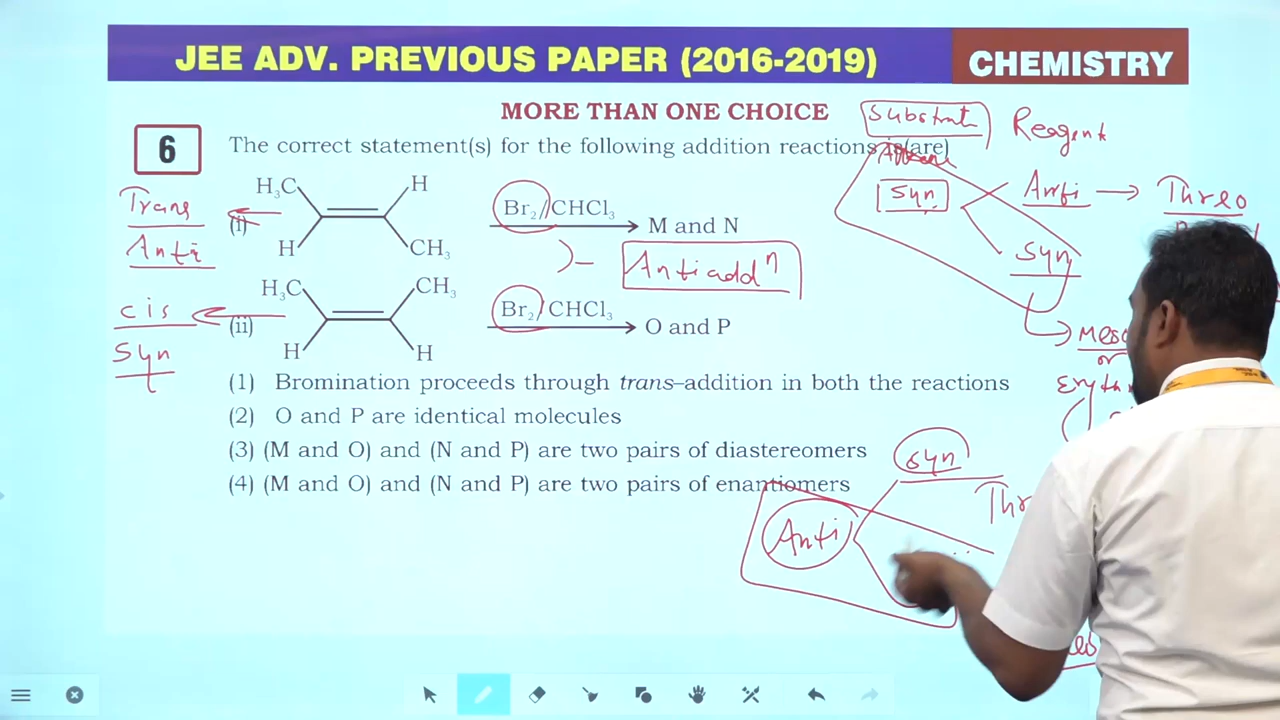 JEE ADV. PREVIOUS PAPER (2016-2019) CHEMISTRY
MORE THAN ONE CHOICE
Substrate Reagent
6 The correct statement(s) for the following addition reactions is(are)
Syn Anti → Threo
Syn
Meso
or
Trans
Anti
(i) H₃C H H CH₃ Br₂/CHCl₃ M and N
Anti addⁿ
cis
Syn
(ii) H₃C CH₃ H H Br₂/CHCl₃ O and P
(1) Bromination proceeds through trans–addition in both the reactions
(2) O and P are identical molecules
(3) (M and O) and (N and P) are two pairs of diastereomers
(4) (M and O) and (N and P) are two pairs of enantiomers
Syn
Anti